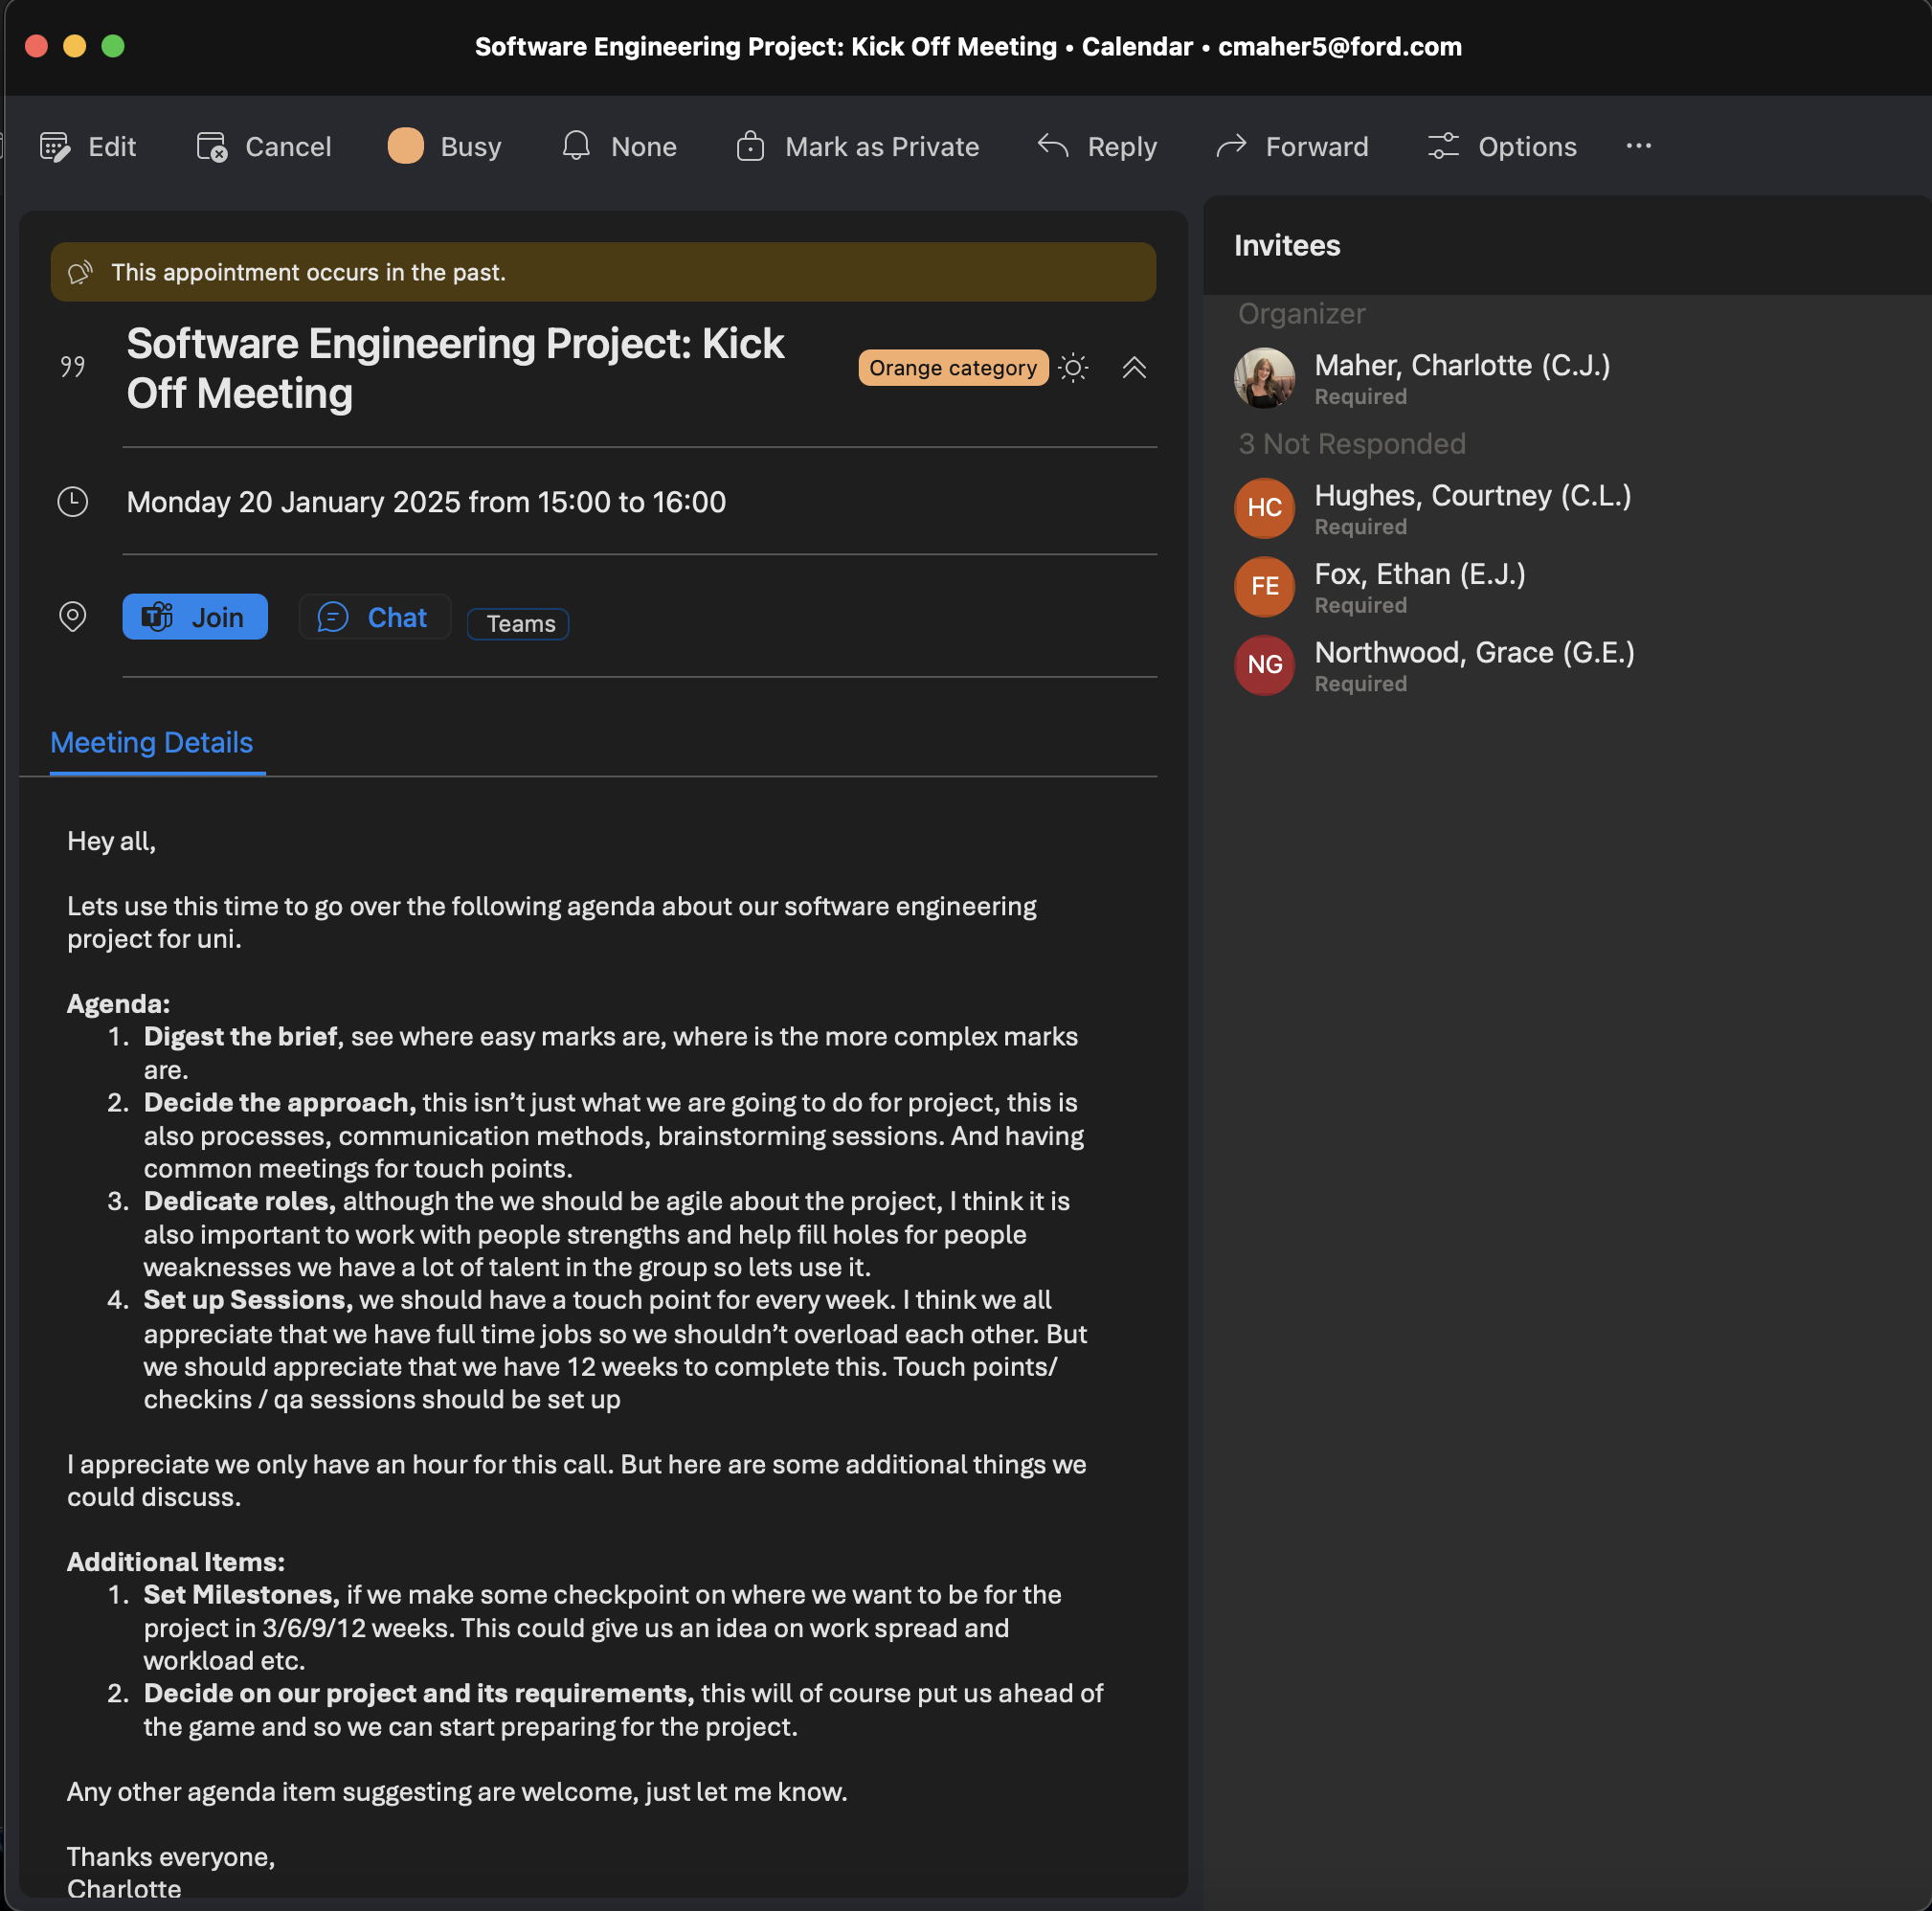 Software Engineering Project: Kick Off Meeting • Calendar • cmaher5@ford.com
Edit
Cancel
Busy
None
Mark as Private
Reply
Forward
Options
This appointment occurs in the past.
Software Engineering Project: Kick
Off Meeting
Orange category
Monday 20 January 2025 from 15:00 to 16:00
Join
Chat
Teams
Meeting Details
Hey all,
Lets use this time to go over the following agenda about our software engineering
project for uni.
Agenda:
1. Digest the brief, see where easy marks are, where is the more complex marks
are.
2. Decide the approach, this isn’t just what we are going to do for project, this is
also processes, communication methods, brainstorming sessions. And having
common meetings for touch points.
3. Dedicate roles, although the we should be agile about the project, I think it is
also important to work with people strengths and help fill holes for people
weaknesses we have a lot of talent in the group so lets use it.
4. Set up Sessions, we should have a touch point for every week. I think we all
appreciate that we have full time jobs so we shouldn’t overload each other. But
we should appreciate that we have 12 weeks to complete this. Touch points/
checkins / qa sessions should be set up
I appreciate we only have an hour for this call. But here are some additional things we
could discuss.
Additional Items:
1. Set Milestones, if we make some checkpoint on where we want to be for the
project in 3/6/9/12 weeks. This could give us an idea on work spread and
workload etc.
2. Decide on our project and its requirements, this will of course put us ahead of
the game and so we can start preparing for the project.
Any other agenda item suggesting are welcome, just let me know.
Thanks everyone,
Charlotte
Invitees
Organizer
Maher, Charlotte (C.J.)
Required
3 Not Responded
HC
Hughes, Courtney (C.L.)
Required
FE
Fox, Ethan (E.J.)
Required
NG
Northwood, Grace (G.E.)
Required